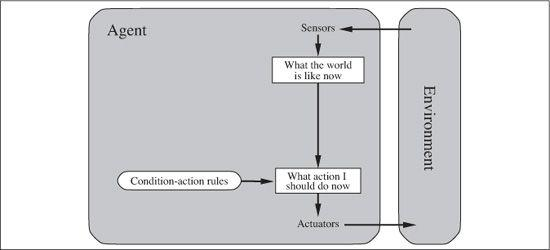 Agent
Sensors
What the world
is like now
Environment
Condition-action rules
What action I
should do now
Actuators